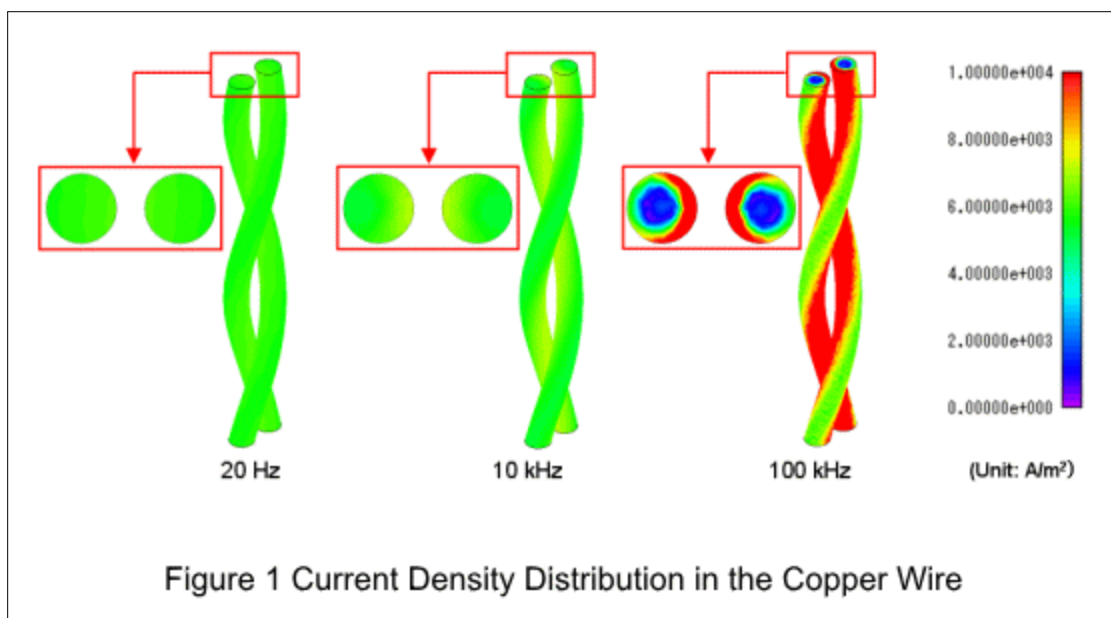 1.00000e+004
8.00000e+003
6.00000e+003
4.00000e+003
2.00000e+003
0.00000e+000
20 Hz
10 kHz
100 kHz
(Unit: A/m²)
Figure 1 Current Density Distribution in the Copper Wire